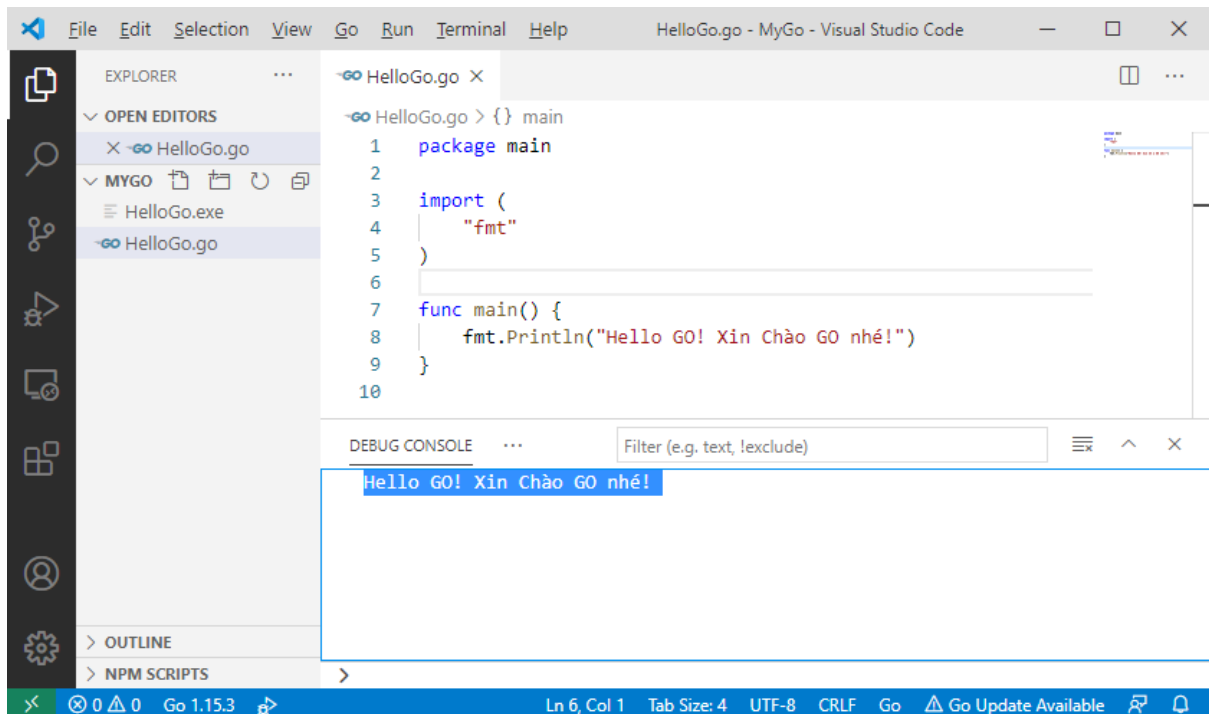 File Edit Selection View Go Run Terminal Help HelloGo.go - MyGo - Visual Studio Code
EXPLORER
OPEN EDITORS
GO HelloGo.go
MYGO
HelloGo.exe
GO HelloGo.go
OUTLINE
NPM SCRIPTS
GO HelloGo.go
GO HelloGo.go > {} main
1 package main
2
3 import (
4 "fmt"
5 )
6
7 func main() {
8 fmt.Println("Hello GO! Xin Chào GO nhé!")
9 }
10
DEBUG CONSOLE ··· Filter (e.g. text, !exclude)
Hello GO! Xin Chào GO nhé!
>
0 0 Go 1.15.3 Ln 6, Col 1 Tab Size: 4 UTF-8 CRLF Go Go Update Available